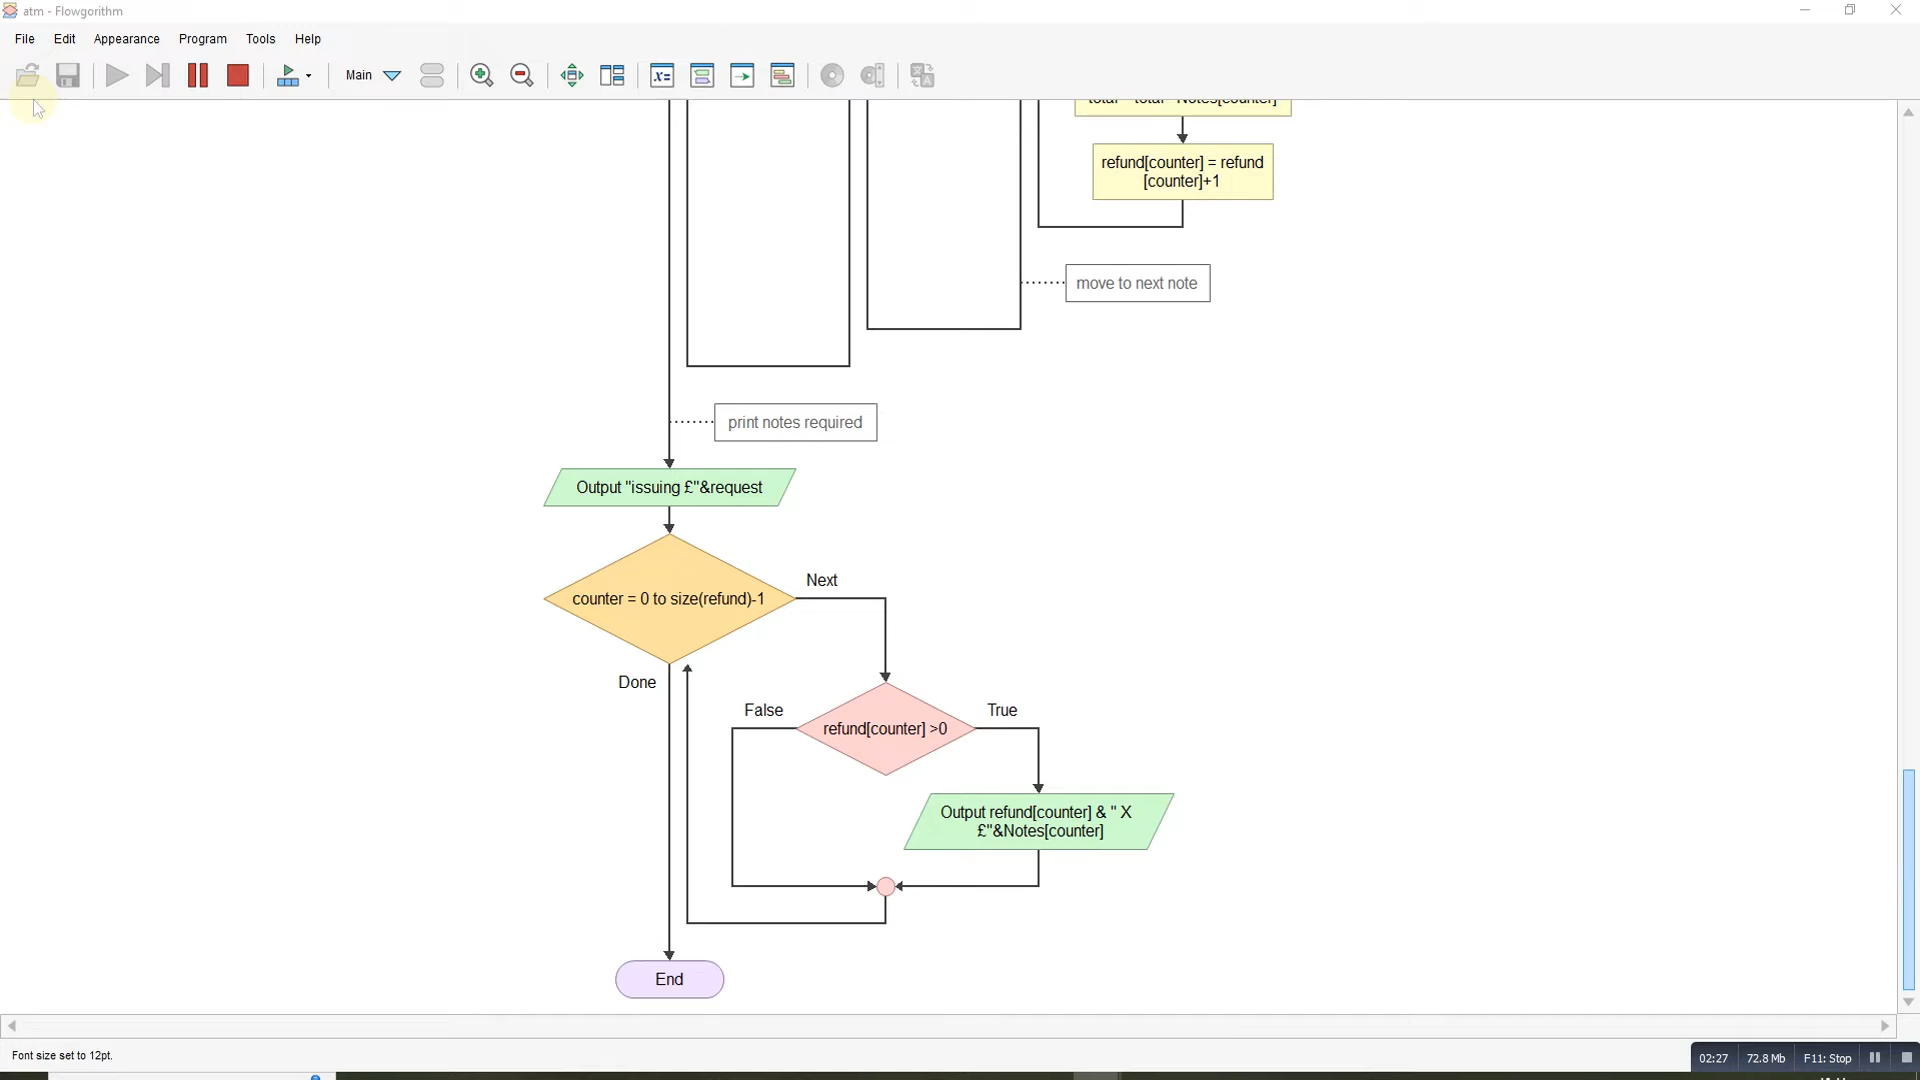 atm - Flowgorithm
File Edit Appearance Program Tools Help
Main
refund[counter] = refund
[counter]+1
move to next note
print notes required
Output "issuing £"&request
counter = 0 to size(refund)-1
Next
Done
False
True
refund[counter] >0
Output refund[counter] & " X
£"&Notes[counter]
End
Font size set to 12pt.
02:27 72.8 Mb F11: Stop